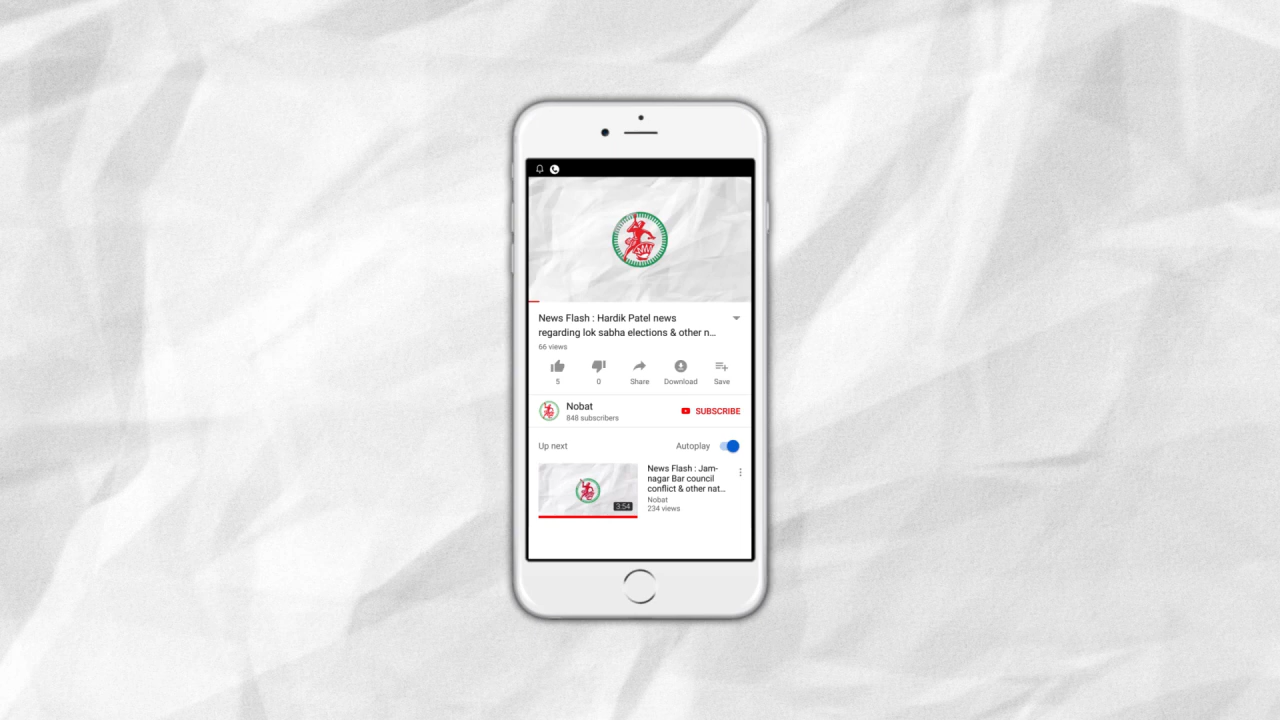 News Flash : Hardik Patel news
regarding lok sabha elections & other n...
66 views
5
0
Share
Download
Save
Nobat
848 subscribers
SUBSCRIBE
Up next
Autoplay
News Flash : Jam-
nagar Bar council
conflict & other nat...
Nobat
234 views
3:54